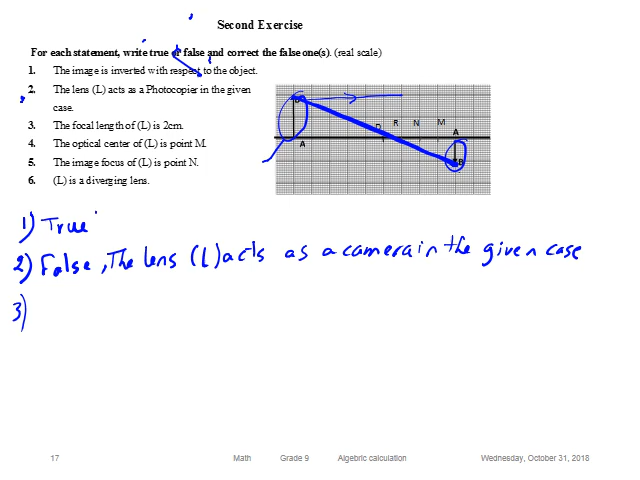 Second Exercise
For each statement, write true or false and correct the false one(s). (real scale)
1. The image is inverted with respect to the object.
2. The lens (L) acts as a Photocopier in the given
case.
3. The focal length of (L) is 2cm.
4. The optical center of (L) is point M.
5. The image focus of (L) is point N.
6. (L) is a diverging lens.
R N M
A
A
B
1) True
2) False, The lens (L) acts as a camera in the given case
3)
17 Math Grade 9 Algebric calculation Wednesday, October 31, 2018